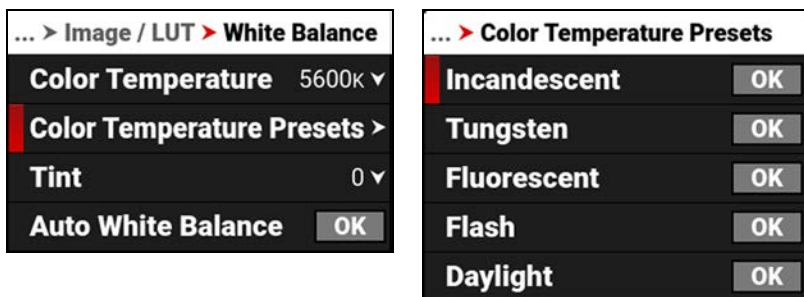 ... > Image / LUT > White Balance
Color Temperature 5600K
Color Temperature Presets >
Tint 0
Auto White Balance OK
... > Color Temperature Presets
Incandescent OK
Tungsten OK
Fluorescent OK
Flash OK
Daylight OK